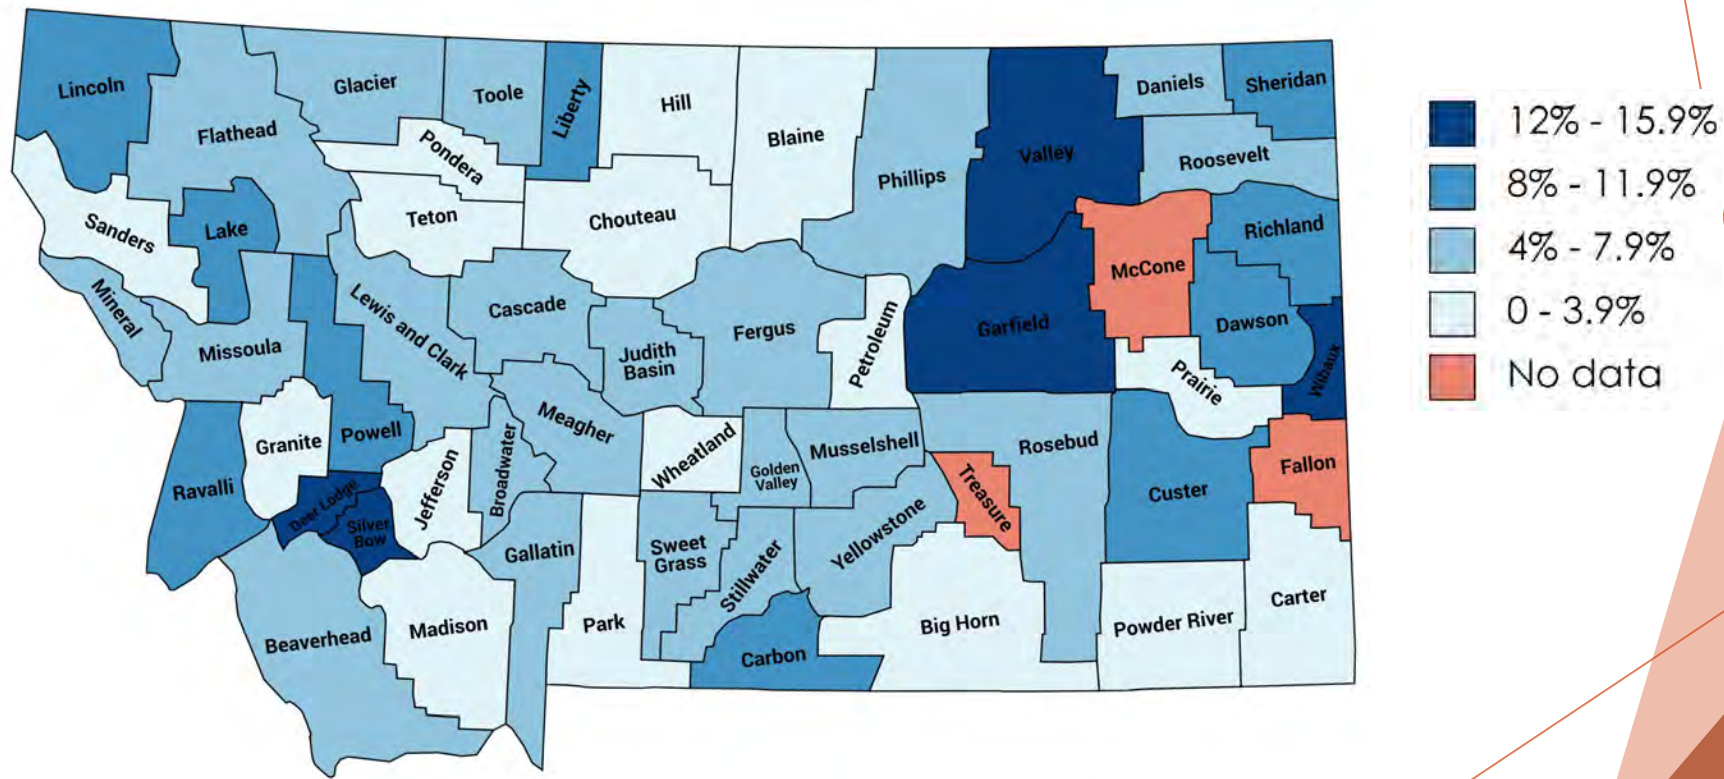 Lincoln
Flathead
Glacier
Toole
Liberty
Hill
Blaine
Phillips
Valley
Daniels
Sheridan
Roosevelt
Pondera
Teton
Chouteau
Sanders
Lake
Mineral
Missoula
Lewis and Clark
Cascade
Judith
Basin
Fergus
Petroleum
Garfield
McCone
Richland
Dawson
Wibaux
Prairie
Granite
Powell
Ravalli
Deer Lodge
Silver
Bow
Jefferson
Broadwater
Meagher
Wheatland
Golden
Valley
Musselshell
Rosebud
Treasure
Custer
Fallon
Beaverhead
Madison
Gallatin
Park
Sweet
Grass
Stillwater
Yellowstone
Carbon
Big Horn
Powder River
Carter
12% - 15.9%
8% - 11.9%
4% - 7.9%
0 - 3.9%
No data